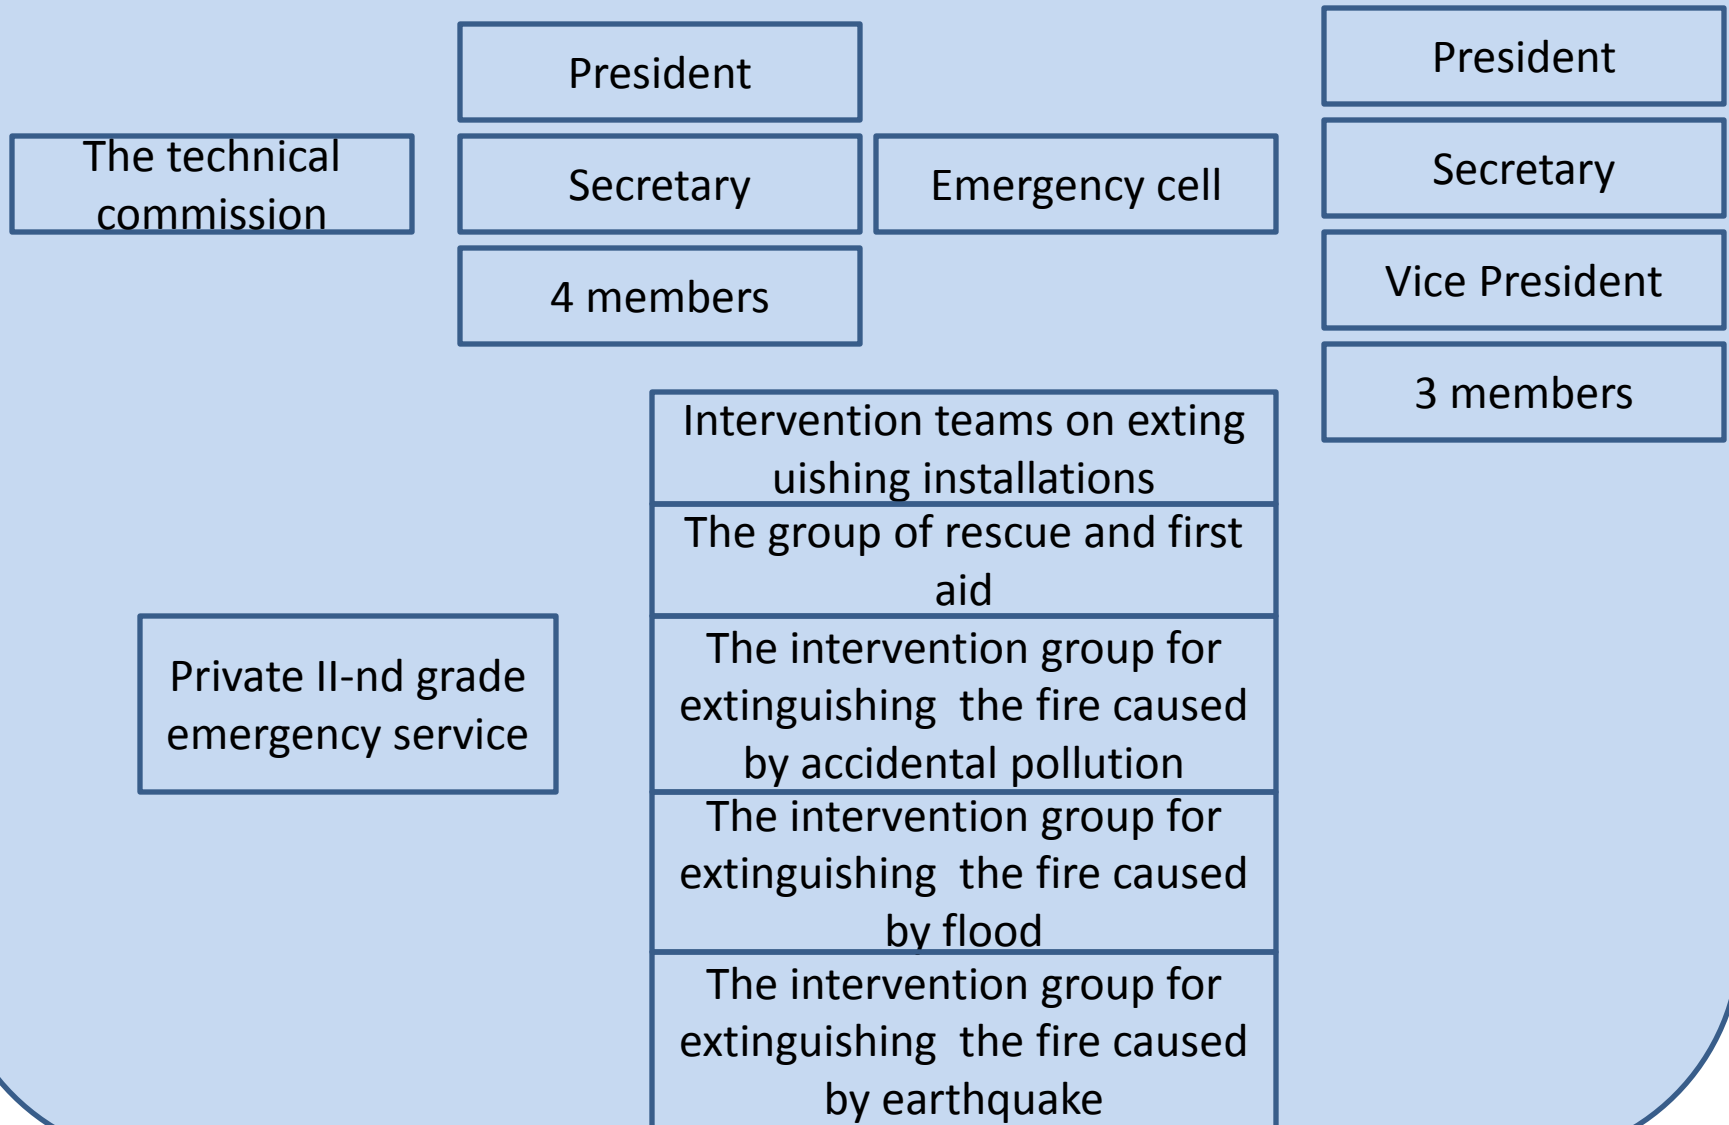 The technical
commission
President
Secretary
4 members
Emergency cell
President
Secretary
Vice President
3 members
Private II-nd grade
emergency service
Intervention teams on exting
uishing installations
The group of rescue and first
aid
The intervention group for
extinguishing  the fire caused
by accidental pollution
The intervention group for
extinguishing  the fire caused
by flood
The intervention group for
extinguishing  the fire caused
by earthquake